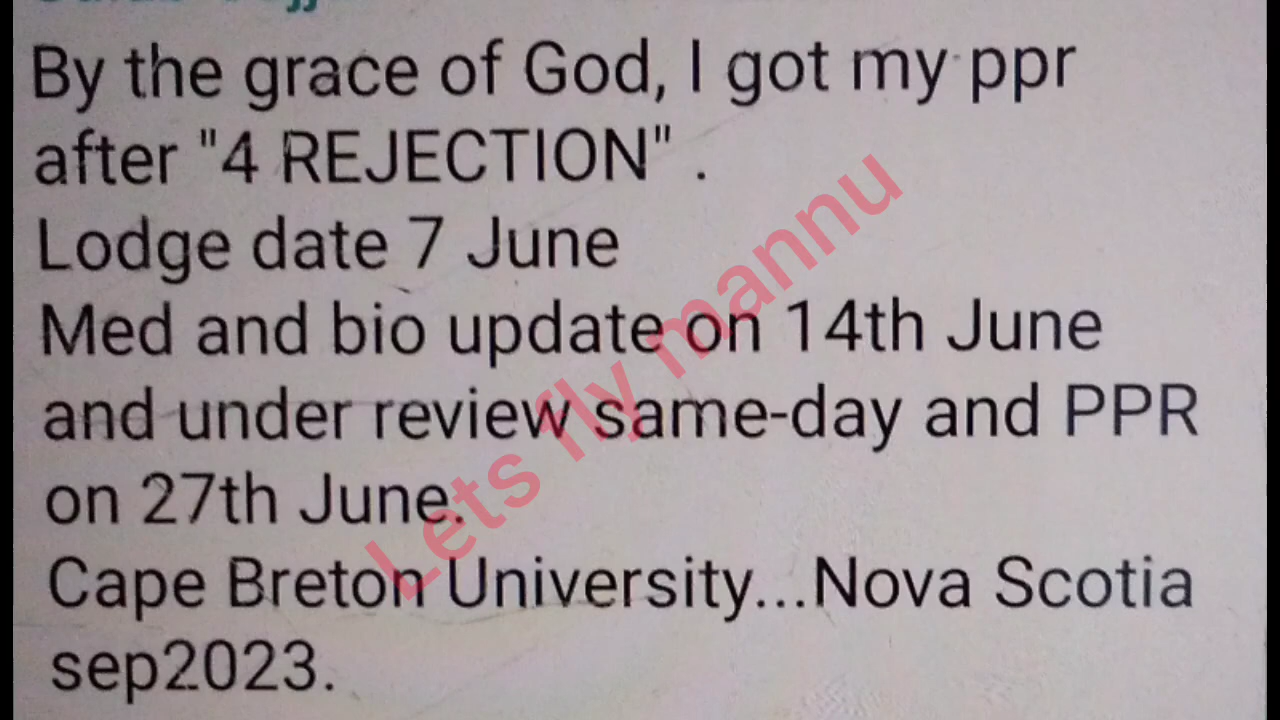 By the grace of God, I got my ppr
after "4 REJECTION" .
Lodge date 7 June
Med and bio update on 14th June
and under review same-day and PPR
on 27th June.
Cape Breton University...Nova Scotia
sep2023.
Lets fly mannu